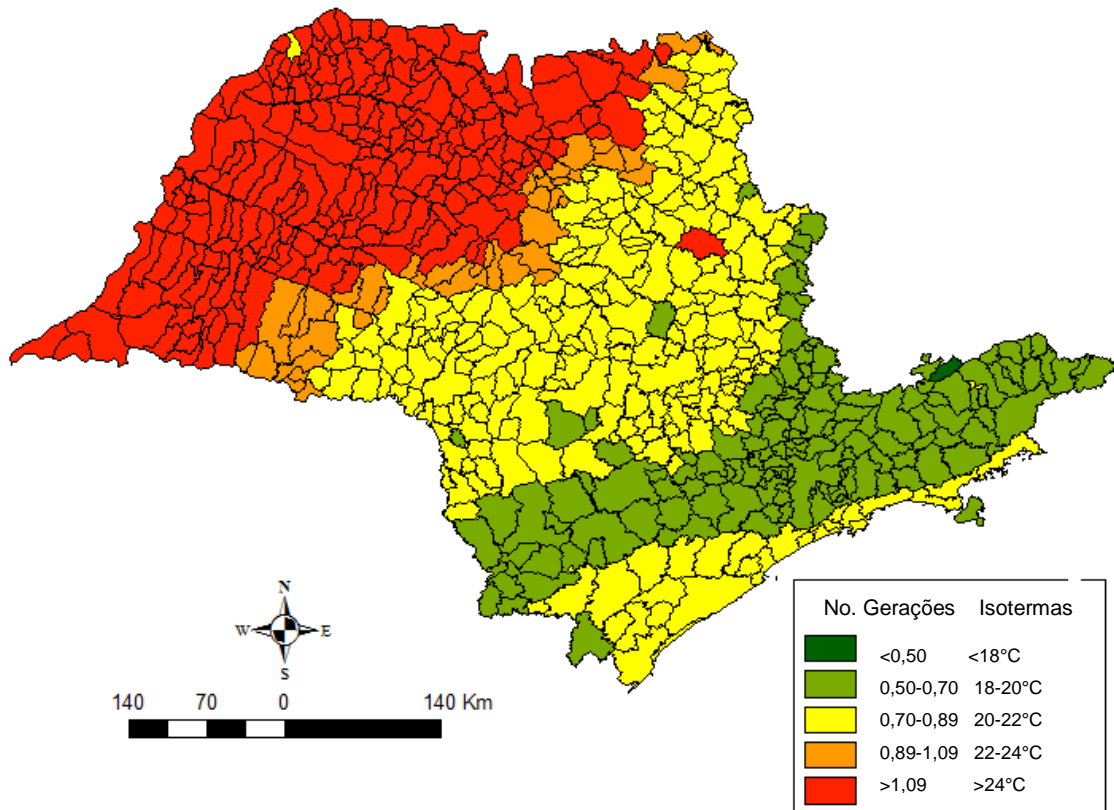 N
W E
S
140 70 0 140 Km
No. Gerações Isotermas
<0,50 <18°C
0,50-0,70 18-20°C
0,70-0,89 20-22°C
0,89-1,09 22-24°C
>1,09 >24°C